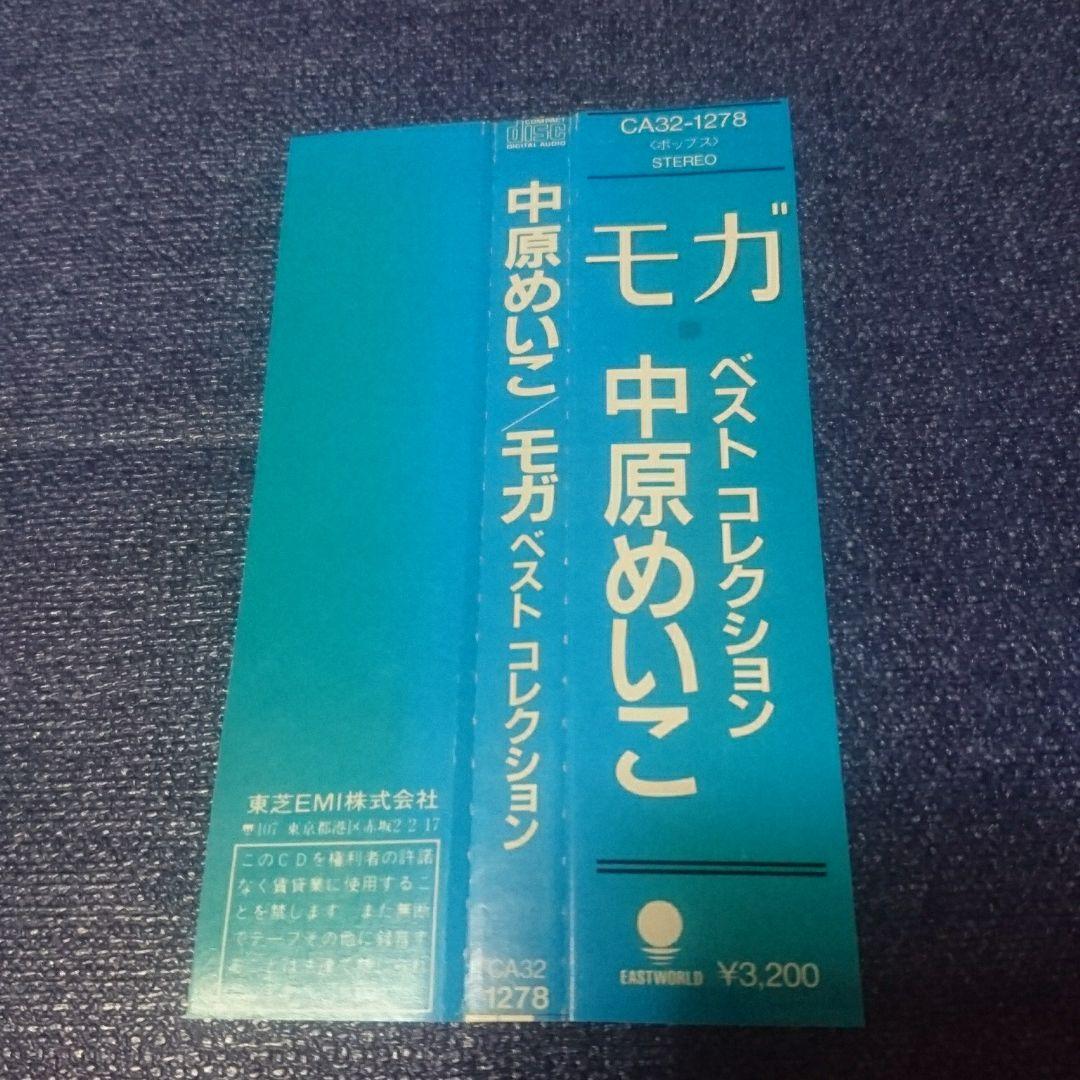 CA32-1278
〈ポップス〉
STEREO
モガ
ベスト コレクション
中原めいこ
EASTWORLD
¥3,200
COMPACT
DISC
DIGITAL AUDIO
中原めいこ/モガ ベスト コレクション
CA32
1278
東芝EMI株式会社
〒107 東京都港区赤坂2-2-17
このCDを権利者の許諾
なく賃貸業に使用するこ
とを禁じます また無断
でテープその他に録音す